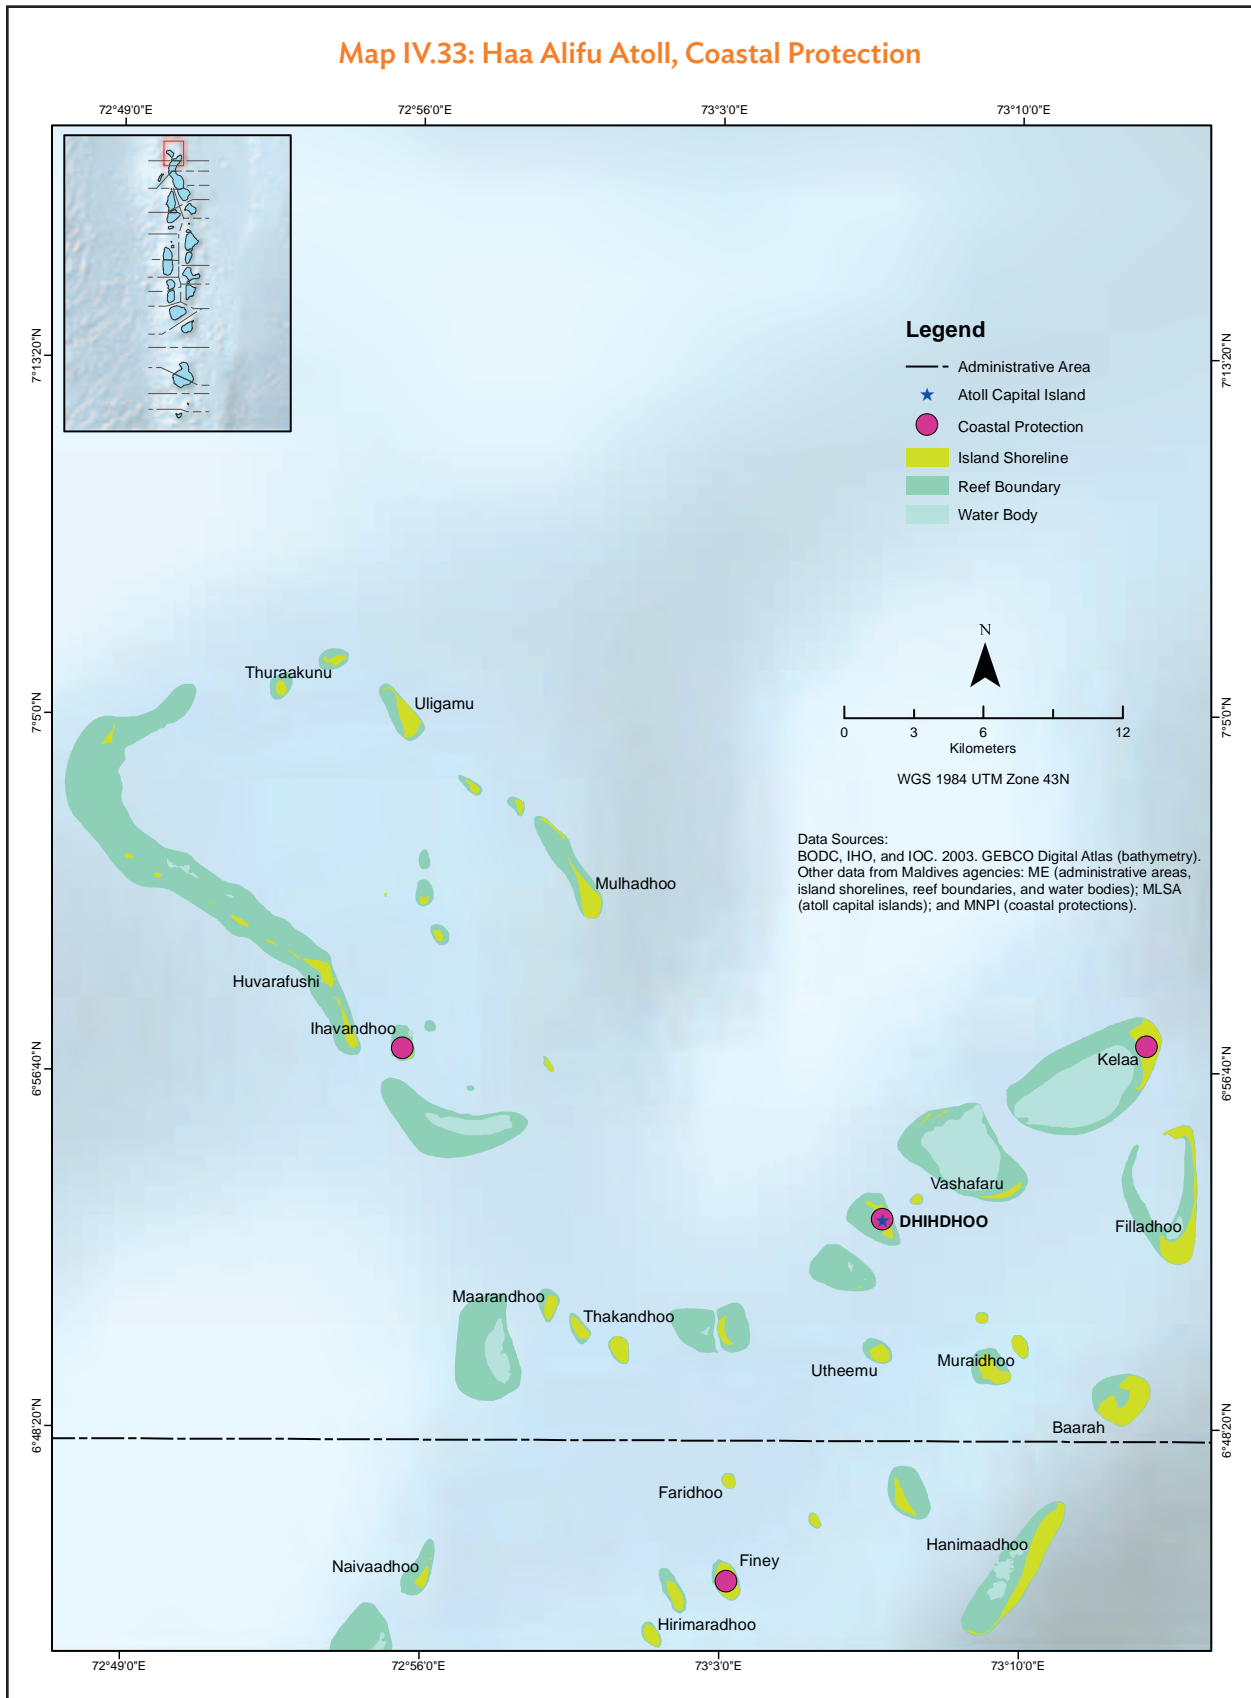 Map IV.33: Haa Alifu Atoll, Coastal Protection
72°49'0"E
72°56'0"E
73°3'0"E
73°10'0"E
7°13'20"N
7°13'20"N
Legend
Administrative Area
Atoll Capital Island
Coastal Protection
Island Shoreline
Reef Boundary
Water Body
N
0
3
6
12
Kilometers
WGS 1984 UTM Zone 43N
Thuraakunu
Uligamu
7°5'0"N
7°5'0"N
Data Sources:
BODC, IHO, and IOC. 2003. GEBCO Digital Atlas (bathymetry).
Other data from Maldives agencies: ME (administrative areas,
island shorelines, reef boundaries, and water bodies); MLSA
(atoll capital islands); and MNPI (coastal protections).
Mulhadhoo
Huvarafushi
Ihavandhoo
Kelaa
6°56'40"N
6°56'40"N
Vashafaru
DHIHDHOO
Filladhoo
Maarandhoo
Thakandhoo
Utheemu
Muraidhoo
Baarah
6°48'20"N
6°48'20"N
Faridhoo
Hanimaadhoo
Naivaadhoo
Finey
Hirimaradhoo
72°49'0"E
72°56'0"E
73°3'0"E
73°10'0"E